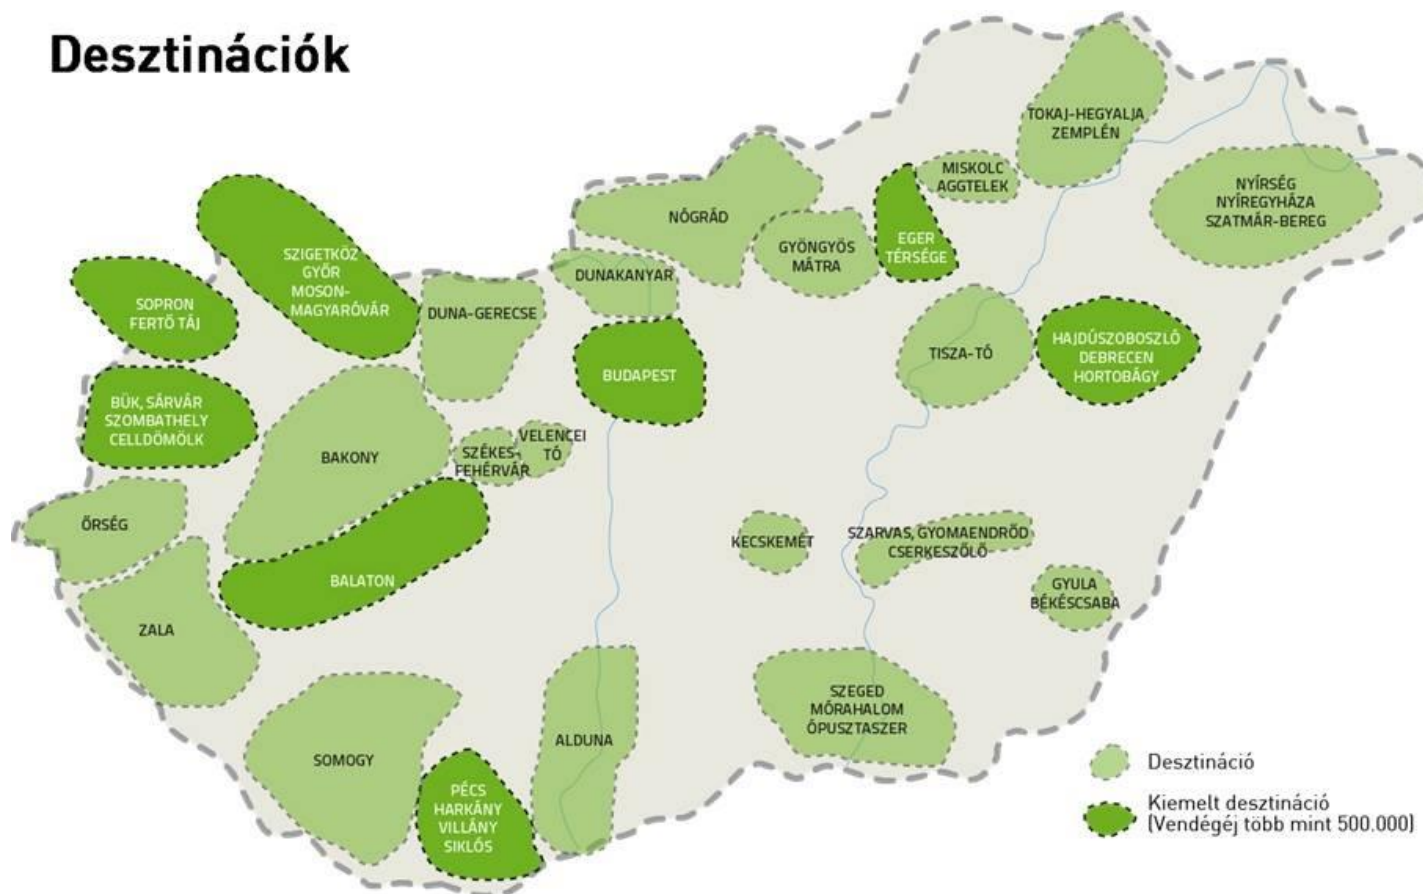 Desztinációk
TOKAJ-HEGYALJA
ZEMPLÉN
MISKOLC
AGGTELEK
NYÍRSÉG
NYÍREGYHÁZA
SZATMÁR-BEREG
NÓGRÁD
GYÖNGYÖS
MÁTRA
EGER
TÉRSÉGE
SZIGETKÖZ
GYŐR
MOSON-
MAGYARÓVÁR
SOPRON
FERTŐ TÁJ
DUNA-GERECSE
DUNAKANYAR
BUDAPEST
TISZA-TÓ
HAJDÚSZOBOSZLÓ
DEBRECEN
HORTOBÁGY
BÜK, SÁRVÁR
SZOMBATHELY
CELLDÖMÖLK
BAKONY
SZÉKES-
FEHÉRVÁR
VELENCEI
TÓ
ŐRSÉG
BALATON
KECSKEMÉT
SZARVAS, GYOMAENDRŐD
CSERKESZŐLŐ
GYULA
BÉKÉSCSABA
ZALA
SOMOGY
PÉCS
HARKÁNY
VILLÁNY
SIKLÓS
ALDUNA
SZEGED
MÓRAHALOM
ÓPUSZTASZER
Desztináció
Kiemelt desztináció
(Vendégéj több mint 500.000)